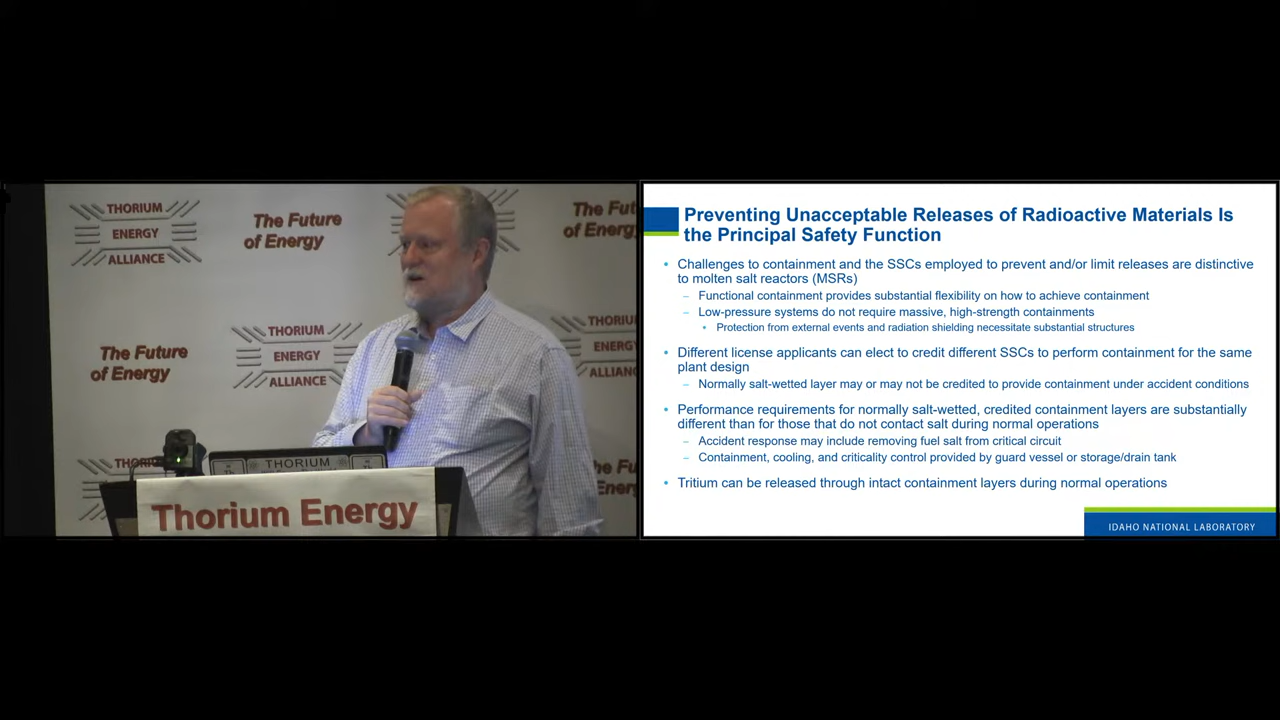 THORIUM
ENERGY
ALLIANCE
The Future
of Energy
The Fut
of Energy
The Future
of Energy
THORIUM
ENERGY
ALLIANCE
THORIUM
ENERGY
ALLIAN
THORIUM
he Futu
Energy
THORIUM
Thorium Energy
Preventing Unacceptable Releases of Radioactive Materials Is
the Principal Safety Function
• Challenges to containment and the SSCs employed to prevent and/or limit releases are distinctive
to molten salt reactors (MSRs)
– Functional containment provides substantial flexibility on how to achieve containment
– Low-pressure systems do not require massive, high-strength containments
• Protection from external events and radiation shielding necessitate substantial structures
• Different license applicants can elect to credit different SSCs to perform containment for the same
plant design
– Normally salt-wetted layer may or may not be credited to provide containment under accident conditions
• Performance requirements for normally salt-wetted, credited containment layers are substantially
different than for those that do not contact salt during normal operations
– Accident response may include removing fuel salt from critical circuit
– Containment, cooling, and criticality control provided by guard vessel or storage/drain tank
• Tritium can be released through intact containment layers during normal operations
IDAHO NATIONAL LABORATORY